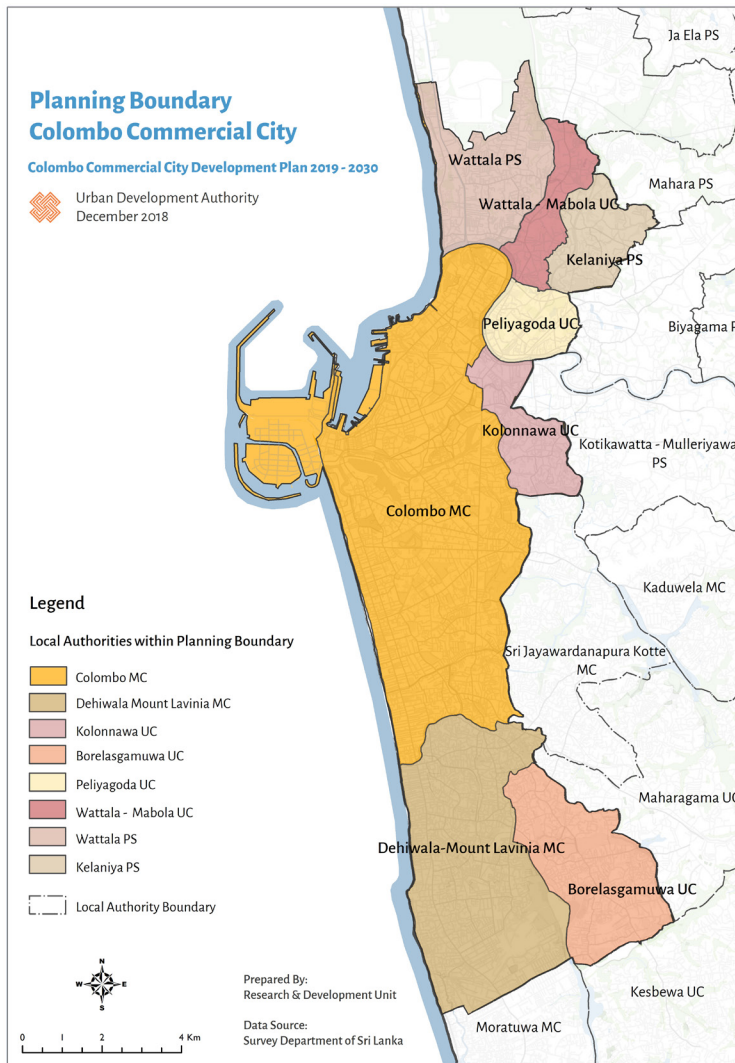 Planning Boundary
Colombo Commercial City
Colombo Commercial City Development Plan 2019 - 2030
Urban Development Authority
December 2018
Ja Ela PS
Wattala PS
Mahara PS
Wattala - Mabola UC
Kelaniya PS
Peliyagoda UC
Biyagama P
Kolonnawa UC
Kotikawatta - Mulleriyawa
PS
Colombo MC
Kaduwela MC
Sri Jayawardanapura Kotte
MC
Maharagama UC
Dehiwala-Mount Lavinia MC
Borelasgamuwa UC
Kesbewa UC
Moratuwa MC
Legend
Local Authorities within Planning Boundary
Colombo MC
Dehiwala Mount Lavinia MC
Kolonnawa UC
Borelasgamuwa UC
Peliyagoda UC
Wattala - Mabola UC
Wattala PS
Kelaniya PS
Local Authority Boundary
N
W E
S
0 1 2 4 Km
Prepared By:
Research & Development Unit
Data Source:
Survey Department of Sri Lanka